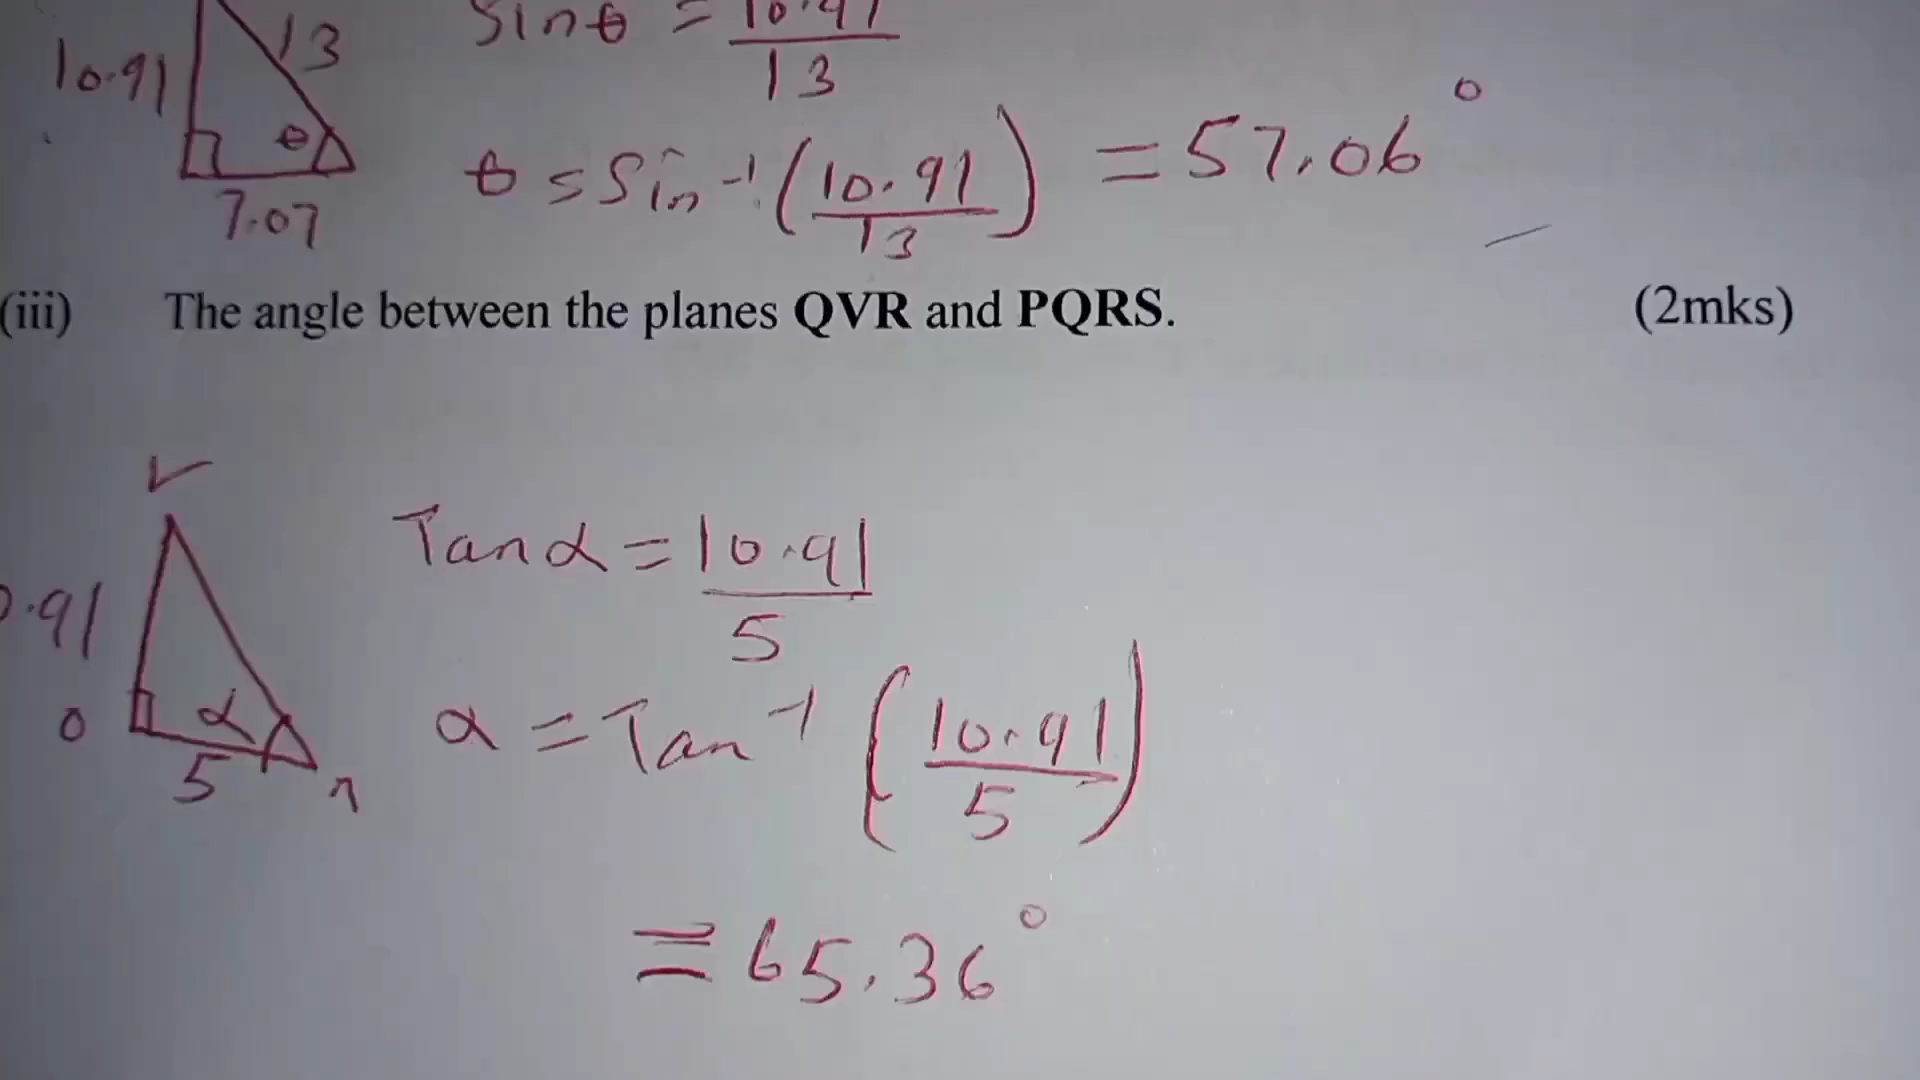 10.91 13 Sinθ = 10.91/13
θ
7.07
θ = Sin⁻¹(10.91/13) = 57.06°
(iii) The angle between the planes QVR and PQRS. (2mks)
V
.91
0
α
5
n
Tan α = 10.91/5
α = Tan⁻¹(10.91/5)
= 65.36°